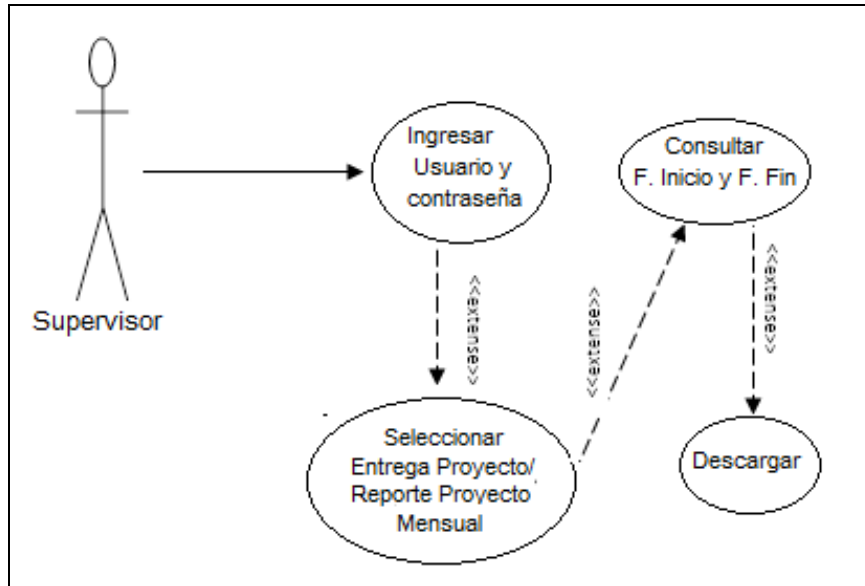 Supervisor
Ingresar
Usuario y
contraseña
<<extense>>
Seleccionar
Entrega Proyecto/
Reporte Proyecto
Mensual
<<extense>>
Consultar
F. Inicio y F. Fin
<<extense>>
Descargar